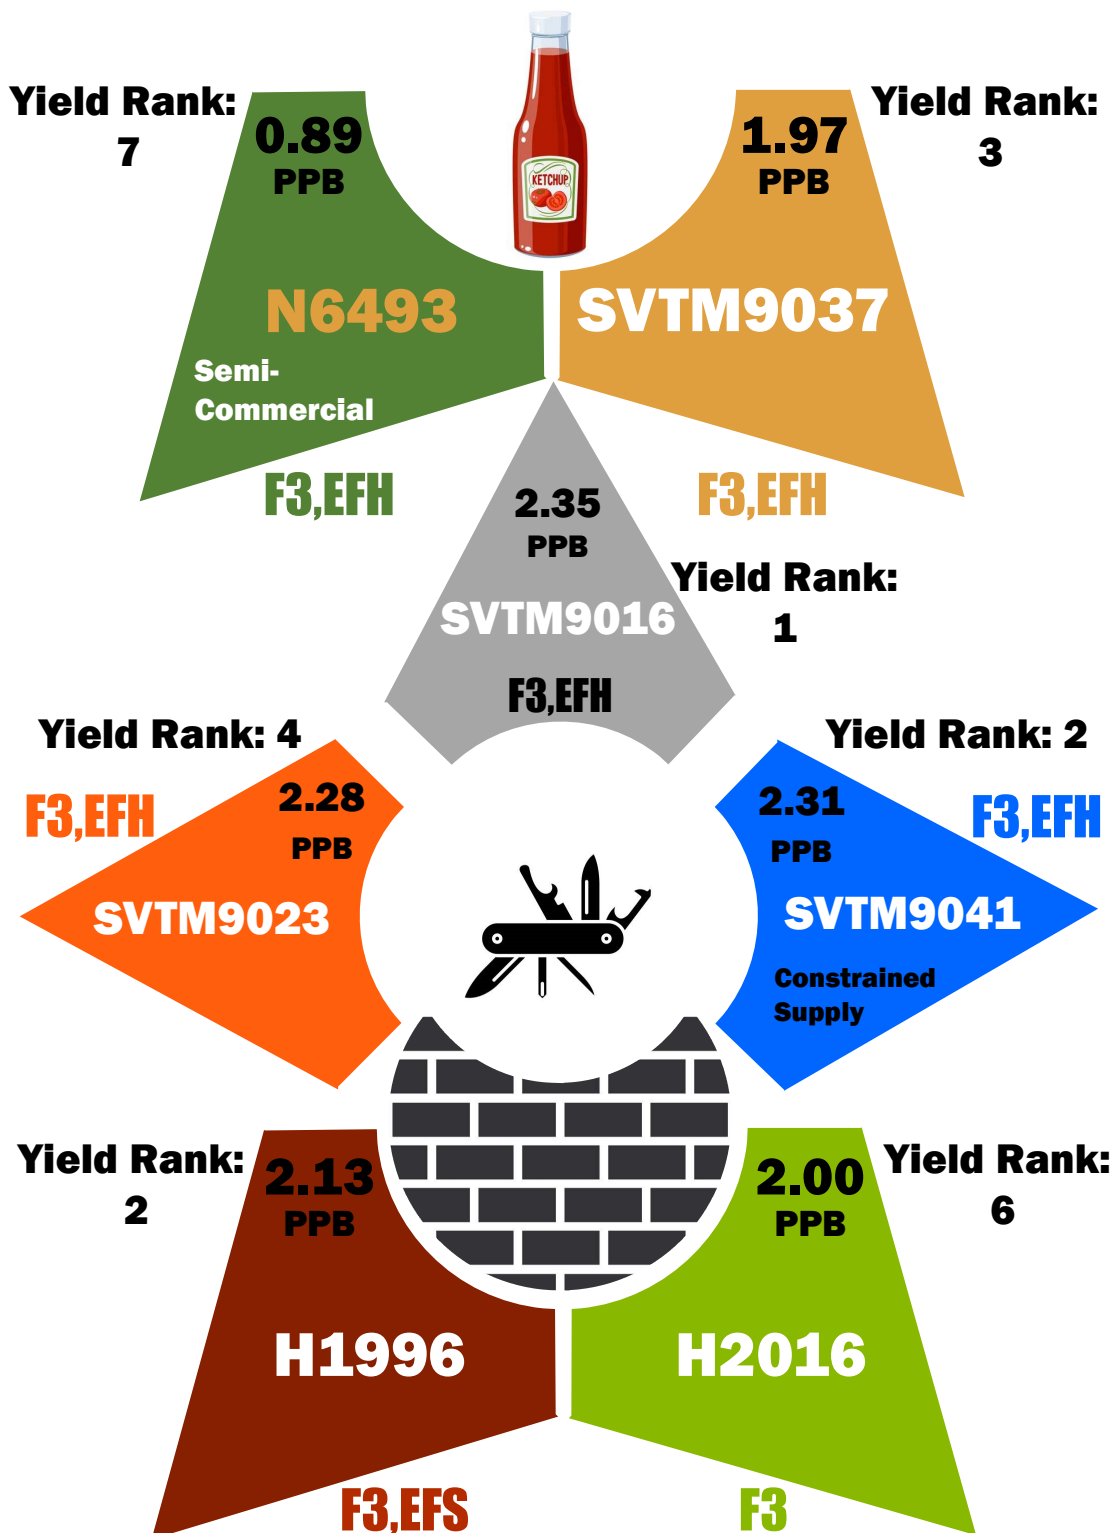 Yield Rank:
7
0.89
PPB
KETCHUP
1.97
PPB
Yield Rank:
3
N6493
Semi-
Commercial
F3,EFH
SVTM9037
F3,EFH
2.35
PPB
SVTM9016
F3,EFH
Yield Rank:
1
Yield Rank: 4
F3,EFH
2.28
PPB
SVTM9023
Yield Rank: 2
F3,EFH
2.31
PPB
SVTM9041
Constrained
Supply
Yield Rank:
2
2.13
PPB
H1996
F3,EFS
2.00
PPB
Yield Rank:
6
H2016
F3